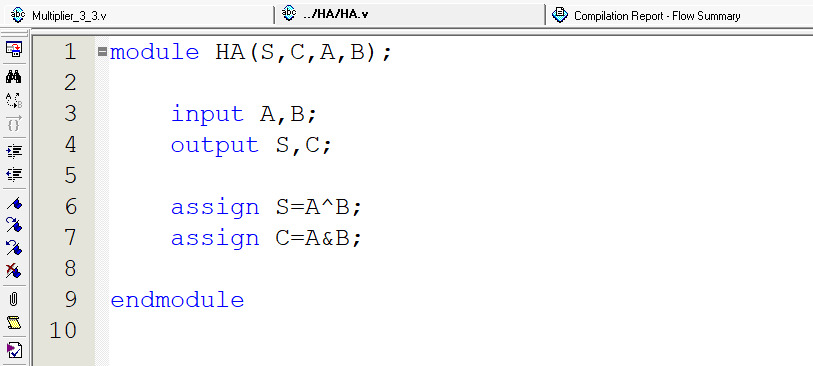 Multiplier_3_3.v
../HA/HA.v
Compilation Report - Flow Summary
1 module HA(S,C,A,B);
2
3 input A,B;
4 output S,C;
5
6 assign S=A^B;
7 assign C=A&B;
8
9 endmodule
10